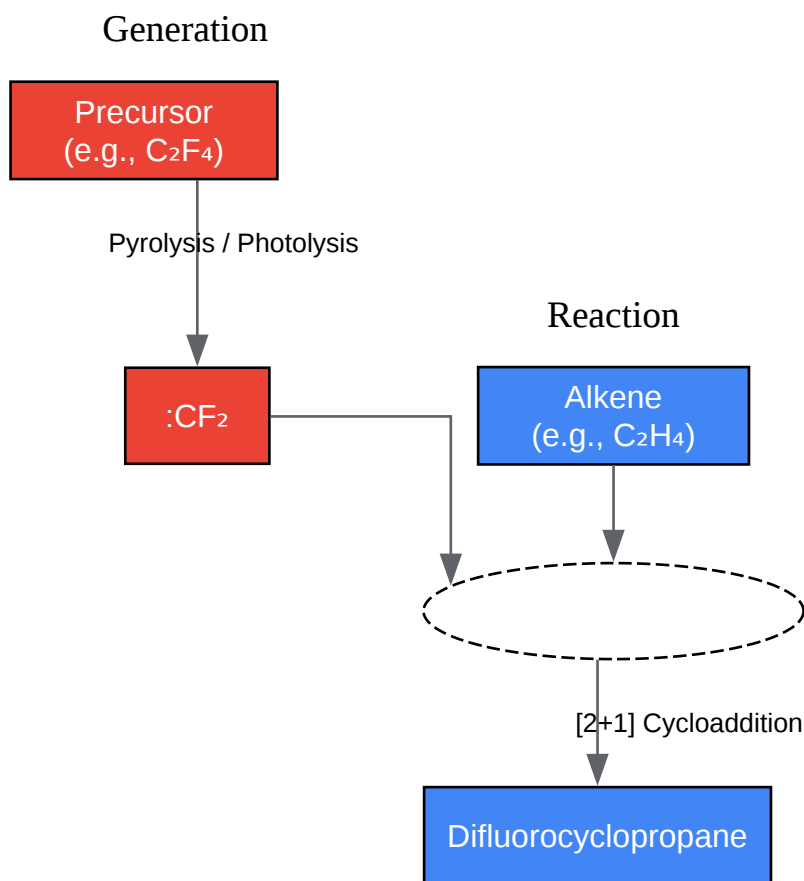 Generation
Precursor
(e.g., C₂F₄)
Pyrolysis / Photolysis
Reaction
:CF₂
Alkene
(e.g., C₂H₄)
[2+1] Cycloaddition
Difluorocyclopropane